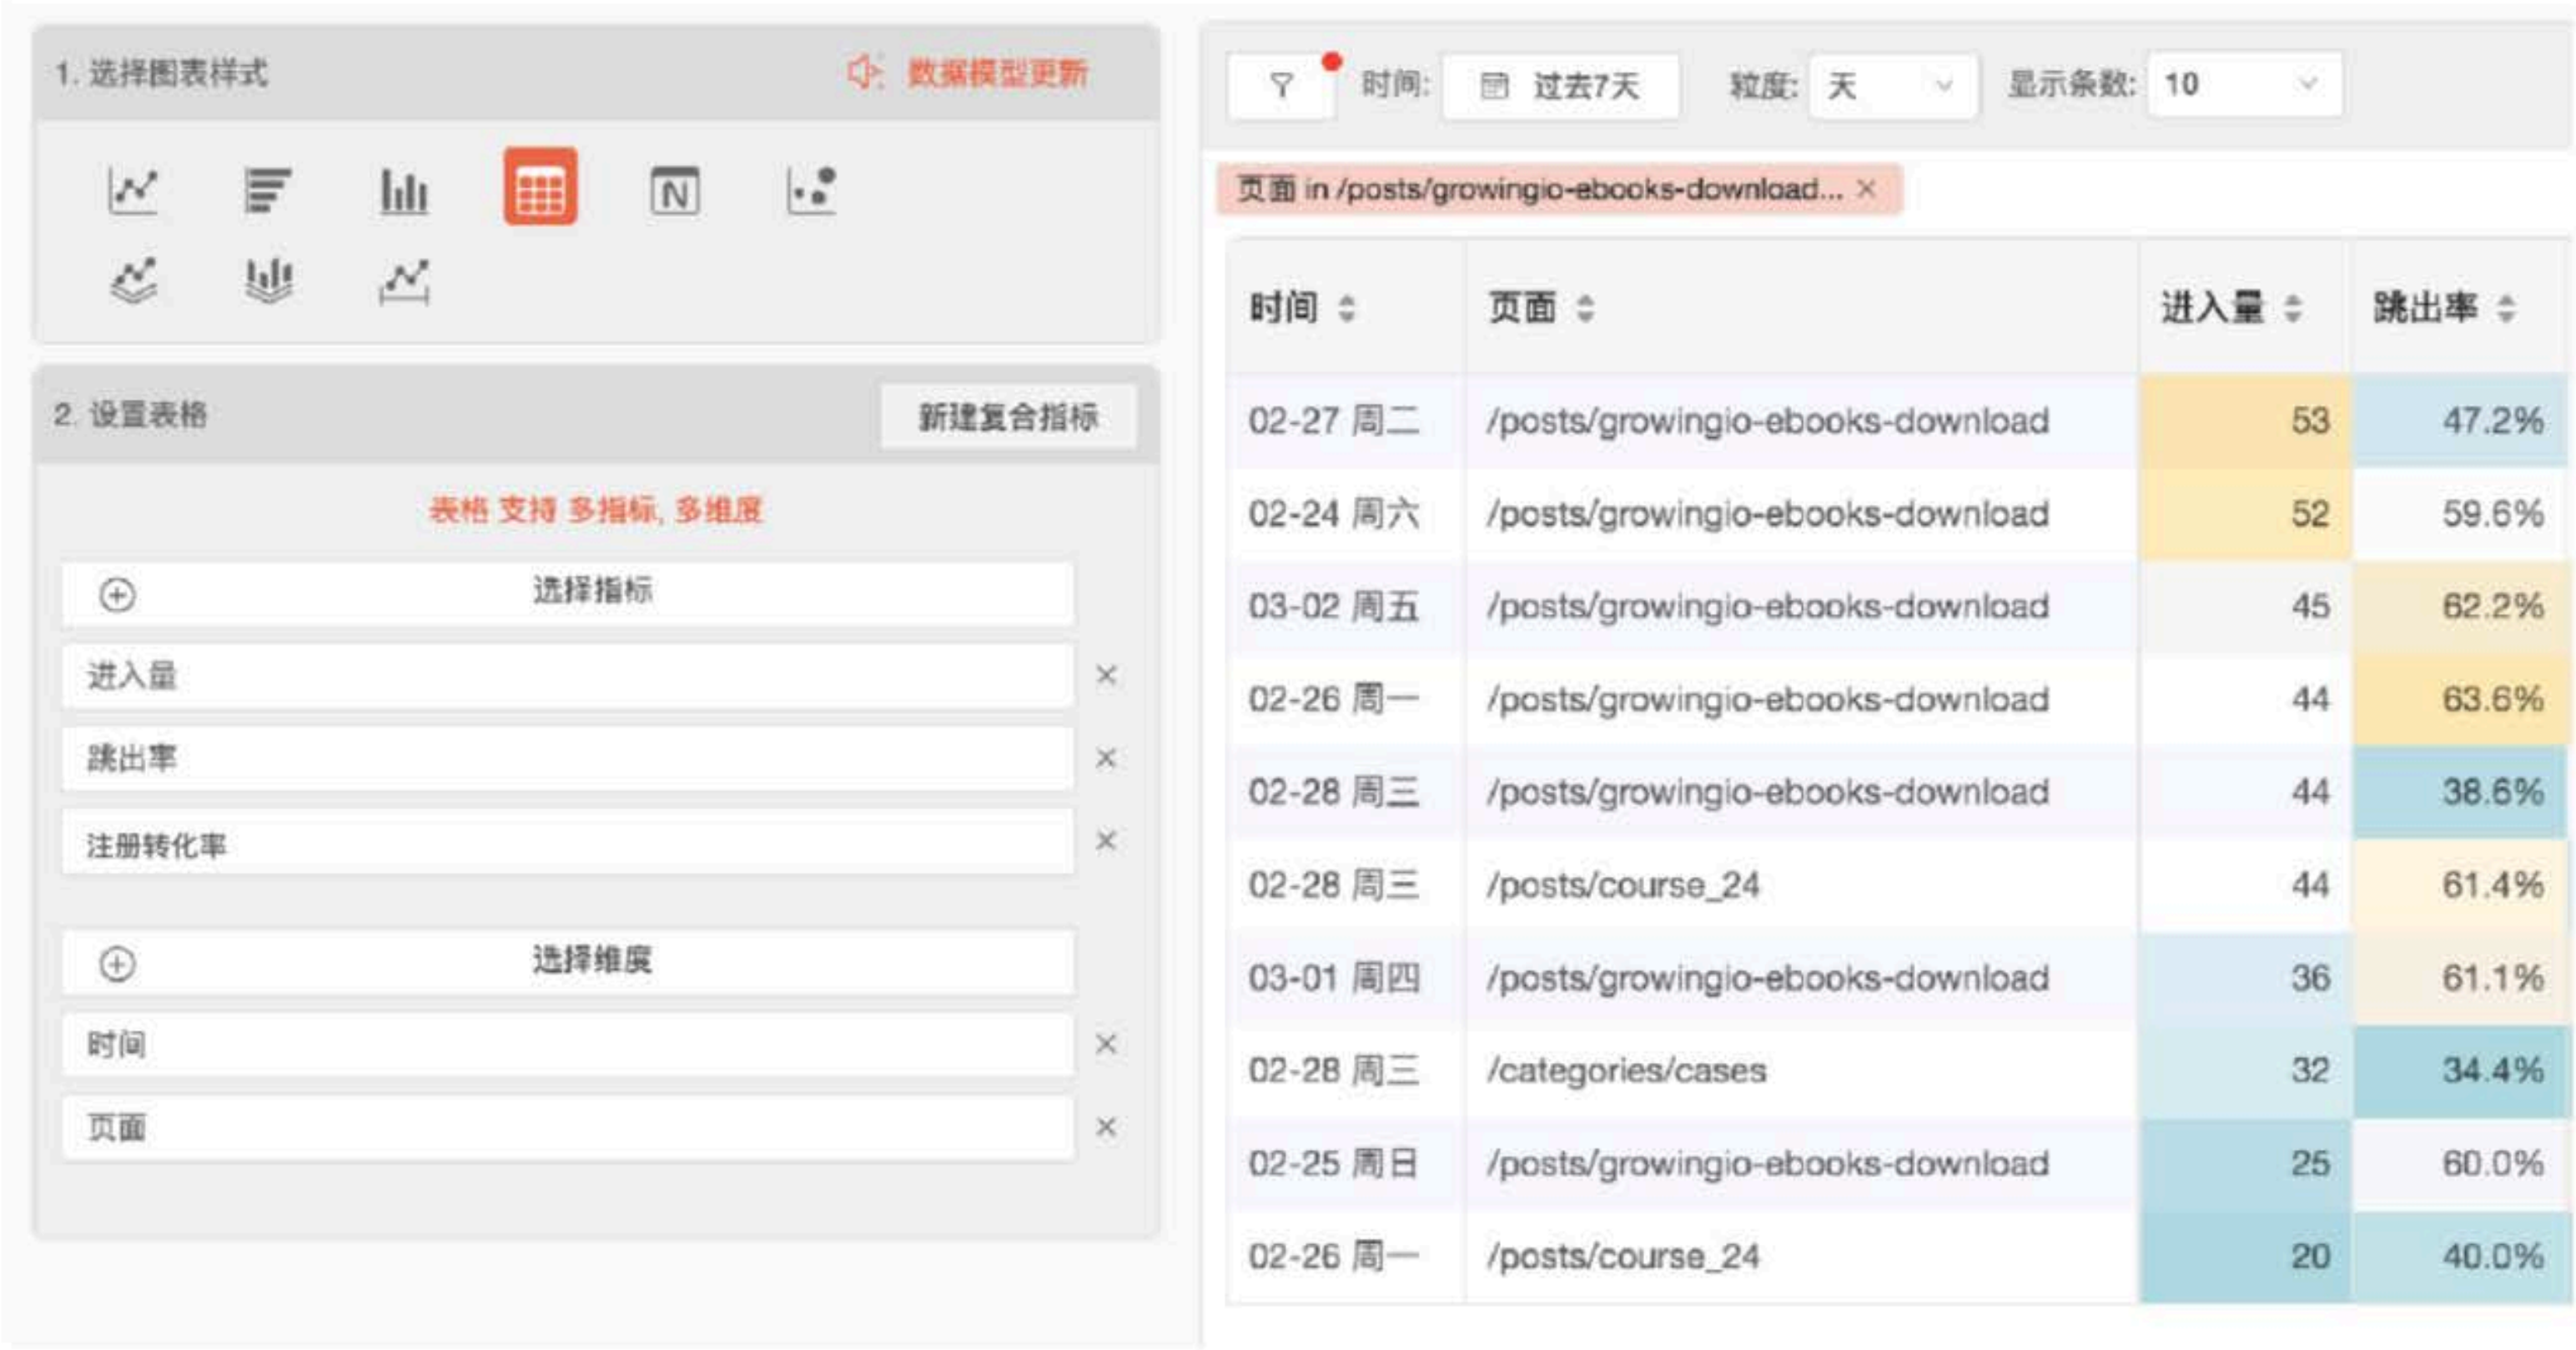 1. 选择图表样式
数据模型更新
2. 设置表格
新建复合指标
表格 支持 多指标, 多维度
选择指标
进入量
跳出率
注册转化率
选择维度
时间
页面
时间: 过去7天 粒度: 天 显示条数: 10
页面 in /posts/growingio-ebooks-download... ×
时间 页面 进入量 跳出率
02-27 周二 /posts/growingio-ebooks-download 53 47.2%
02-24 周六 /posts/growingio-ebooks-download 52 59.6%
03-02 周五 /posts/growingio-ebooks-download 45 62.2%
02-26 周一 /posts/growingio-ebooks-download 44 63.6%
02-28 周三 /posts/growingio-ebooks-download 44 38.6%
02-28 周三 /posts/course_24 44 61.4%
03-01 周四 /posts/growingio-ebooks-download 36 61.1%
02-28 周三 /categories/cases 32 34.4%
02-25 周日 /posts/growingio-ebooks-download 25 60.0%
02-26 周一 /posts/course_24 20 40.0%